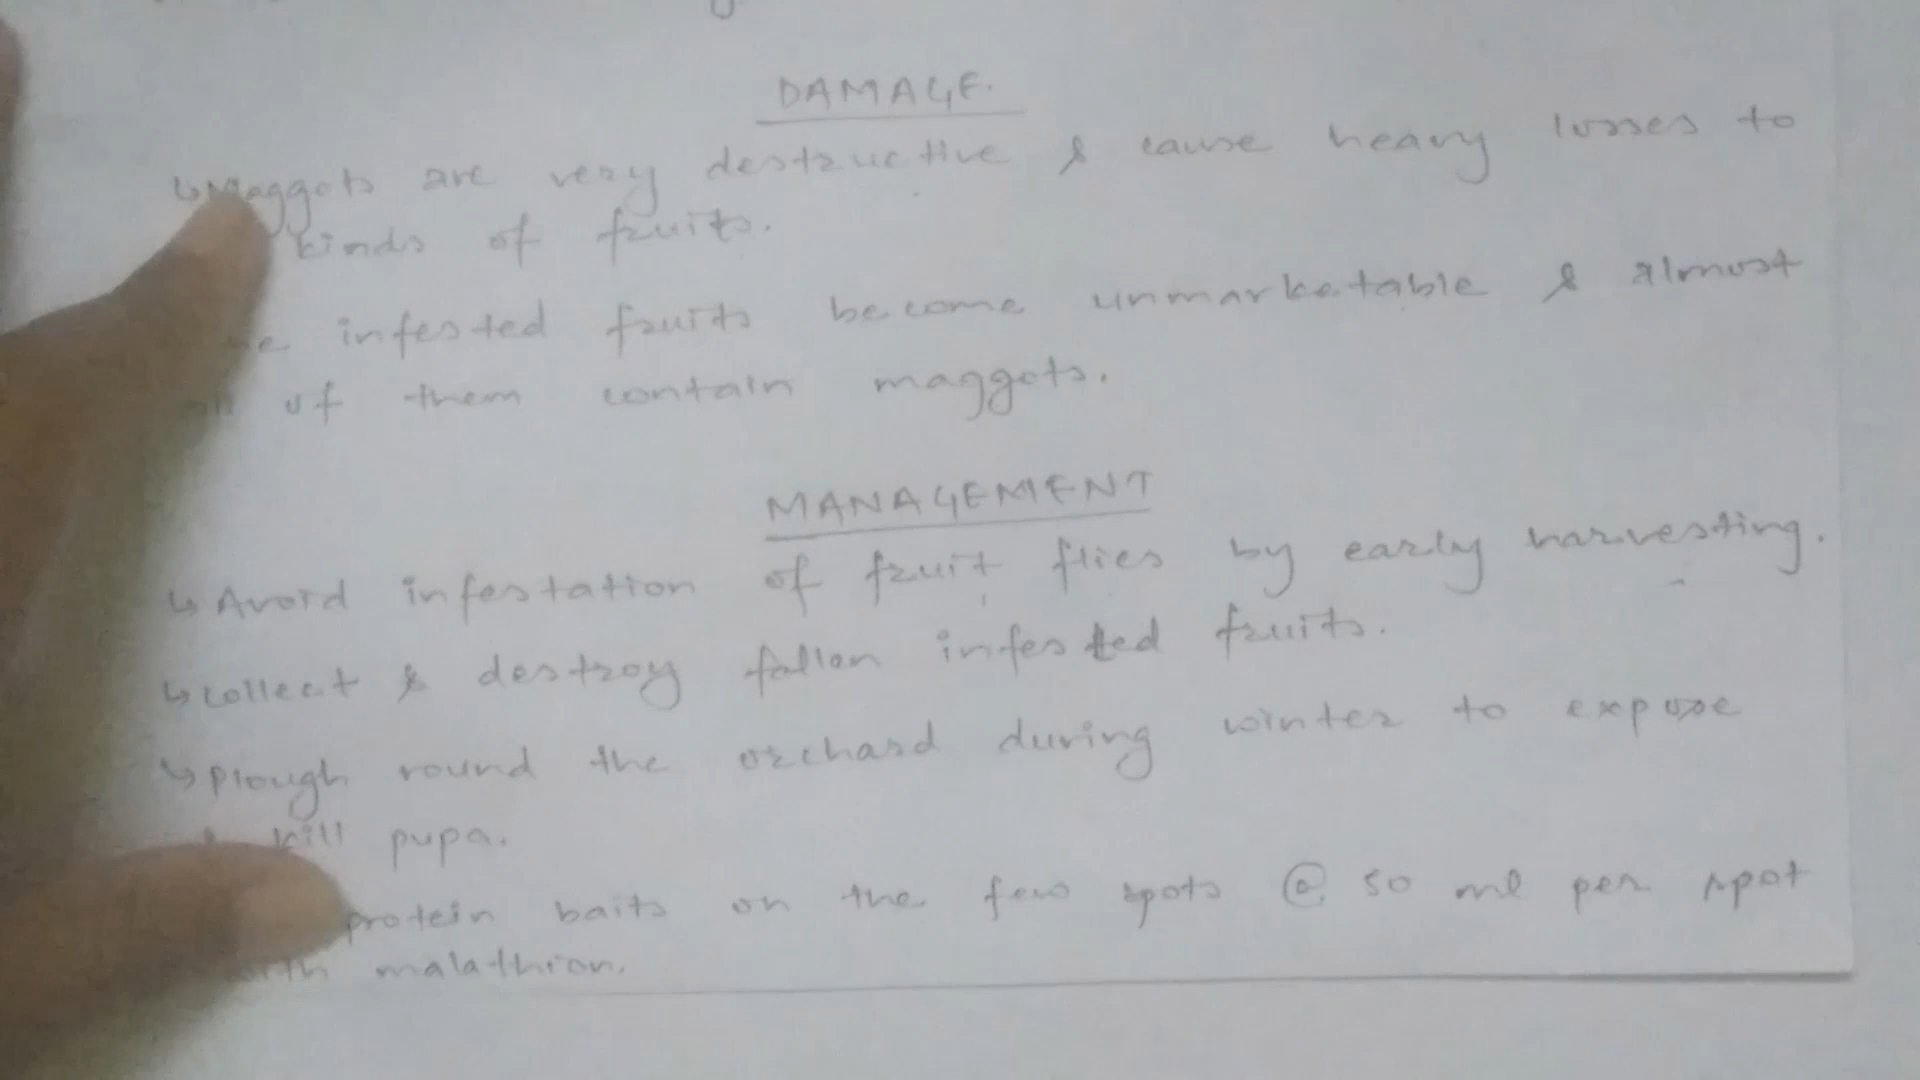 DAMAGE.
↳ Maggots are very destructive & cause heavy losses to
kinds of fruits.
infested fruits become unmarketable & almost
of them contain maggots.
MANAGEMENT
↳ Avoid infestation of fruit flies by early harvesting.
↳ collect & destroy fallen infested fruits.
↳ plough round the orchard during winter to expose
& kill pupa.
protein baits on the few spots @ 50 ml per spot
with malathion.